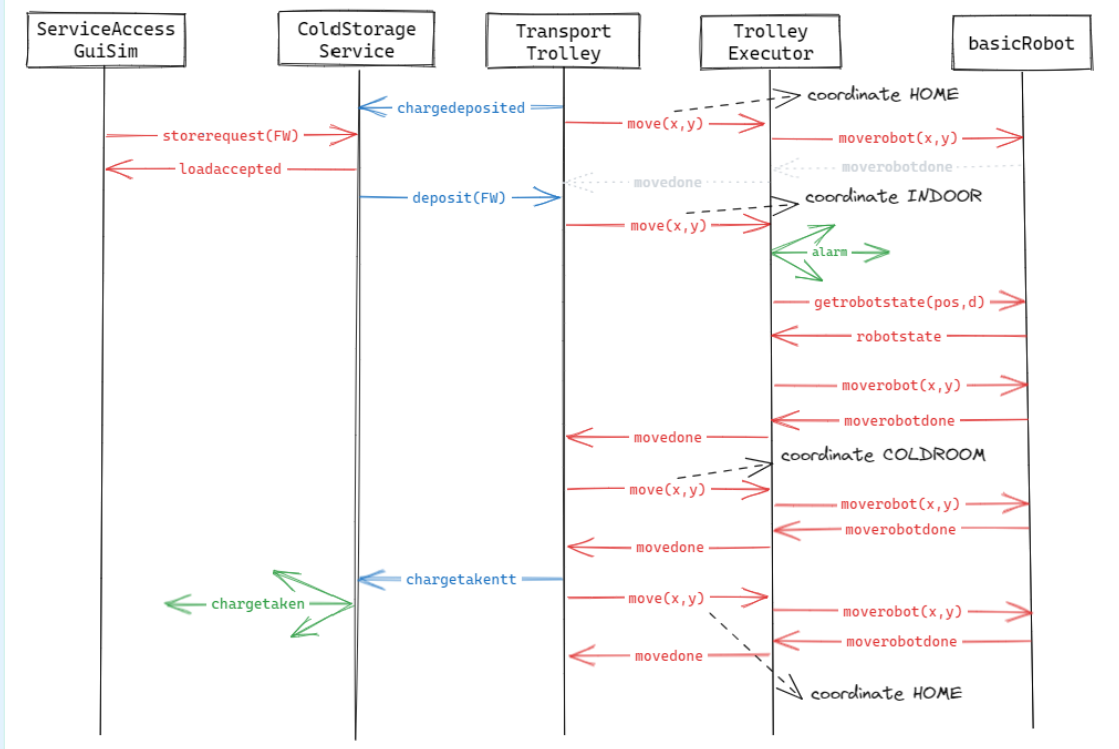 ServiceAccess
GuiSim
ColdStorage
Service
Transport
Trolley
Trolley
Executor
basicRobot
coordinate HOME
chargedeposited
move(x,y)
storerequest(FW)
moverobot(x,y)
loadaccepted
moverobotdone
movedone
deposit(FW)
coordinate INDOOR
move(x,y)
alarm
getrobotstate(pos,d)
robotstate
moverobot(x,y)
moverobotdone
movedone
coordinate COLDROOM
move(x,y)
moverobot(x,y)
moverobotdone
movedone
chargetakentt
chargetaken
move(x,y)
moverobot(x,y)
moverobotdone
movedone
coordinate HOME